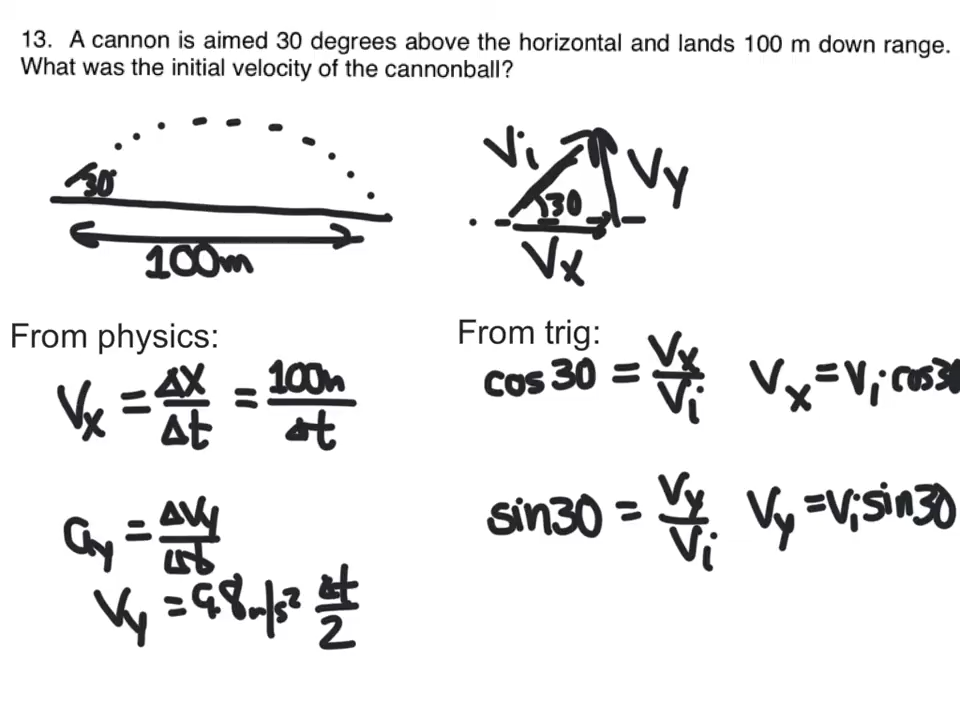 13. A cannon is aimed 30 degrees above the horizontal and lands 100 m down range.
What was the initial velocity of the cannonball?
30°
100m
Vi
Vy
30
Vx
From physics:
Vx = Δx/Δt = 100m/Δt
ay = ΔVy/Δt
Vy = 9.8m/s² Δt/2
From trig:
cos30 = Vx/Vi Vx=Vi cos30
sin30 = Vy/Vi Vy=Vi sin30